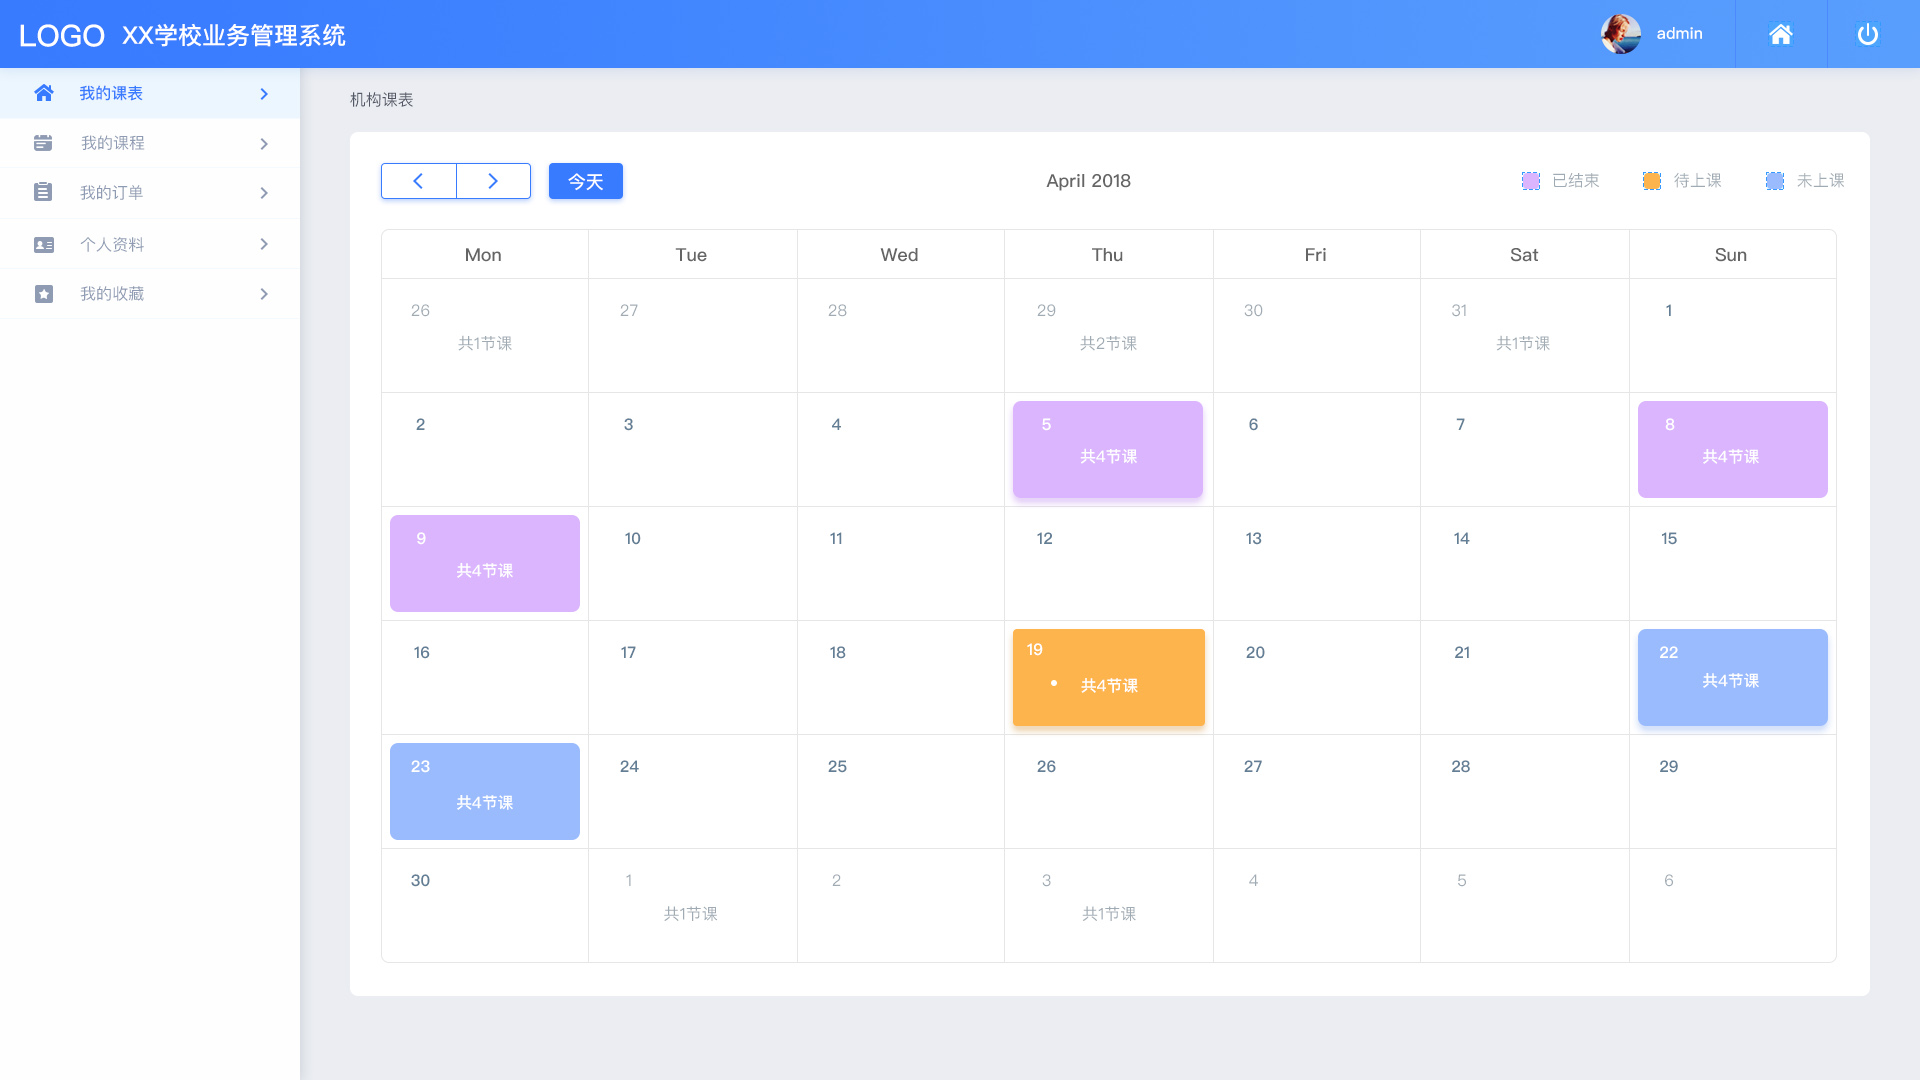 LOGO XX学校业务管理系统
admin
我的课表
我的课程
我的订单
个人资料
我的收藏
机构课表
今天
April 2018
已结束 待上课 未上课
Mon Tue Wed Thu Fri Sat Sun
26 27 28 29 30 31 1
共1节课 共2节课 共1节课
2 3 4 5 6 7 8
共4节课 共4节课
9 10 11 12 13 14 15
共4节课
16 17 18 19 20 21 22
• 共4节课 共4节课
23 24 25 26 27 28 29
共4节课
30 1 2 3 4 5 6
共1节课 共1节课